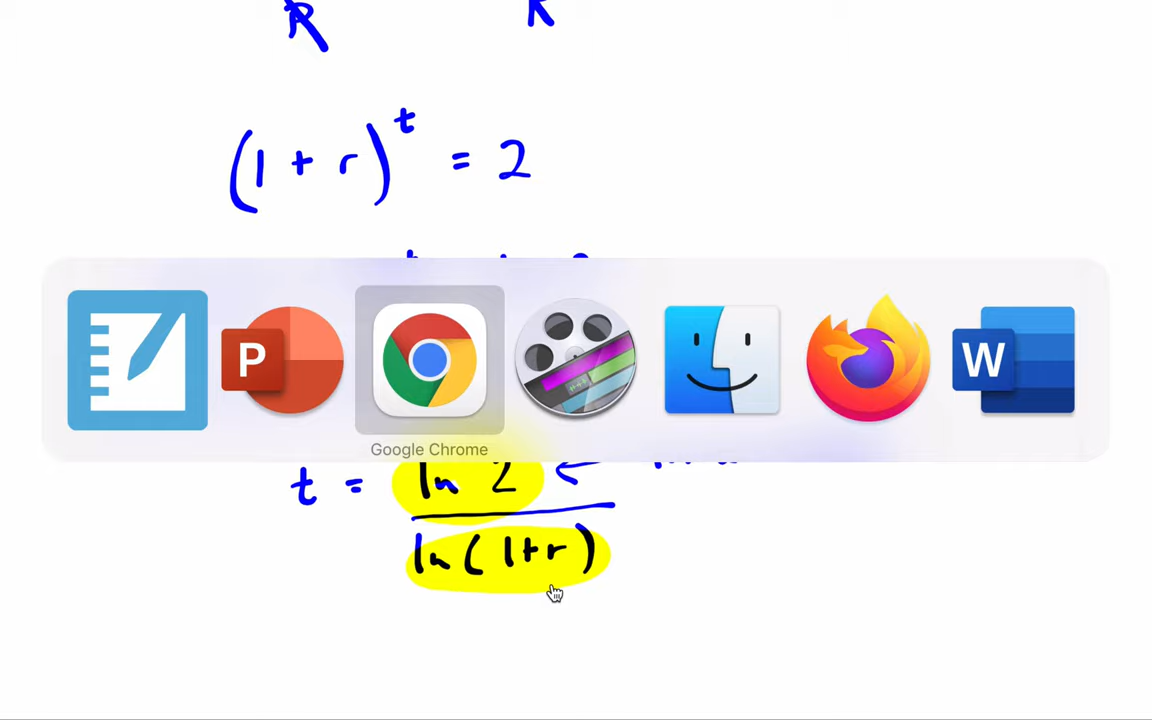 (1 + r)^t = 2
P
W
Google Chrome
t = ln 2
ln(1+r)